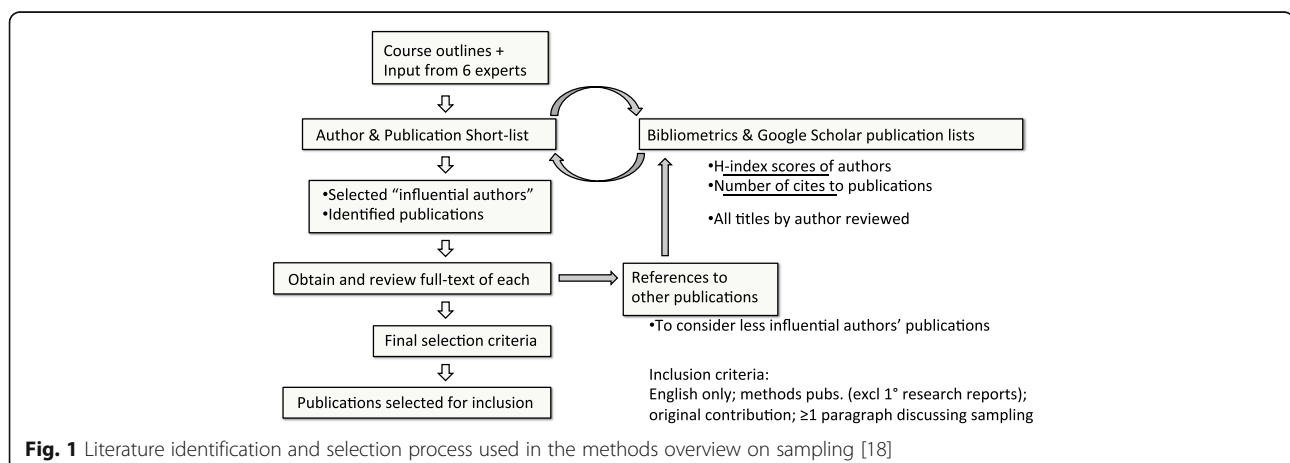 Course outlines +
Input from 6 experts
Author & Publication Short-list
Bibliometrics & Google Scholar publication lists
•H-index scores of authors
•Number of cites to publications
•All titles by author reviewed
•Selected “influential authors”
•Identified publications
Obtain and review full-text of each
References to
other publications
•To consider less influential authors’ publications
Final selection criteria
Publications selected for inclusion
Inclusion criteria:
English only; methods pubs. (excl 1° research reports);
original contribution; ≥1 paragraph discussing sampling
Fig. 1 Literature identification and selection process used in the methods overview on sampling [18]